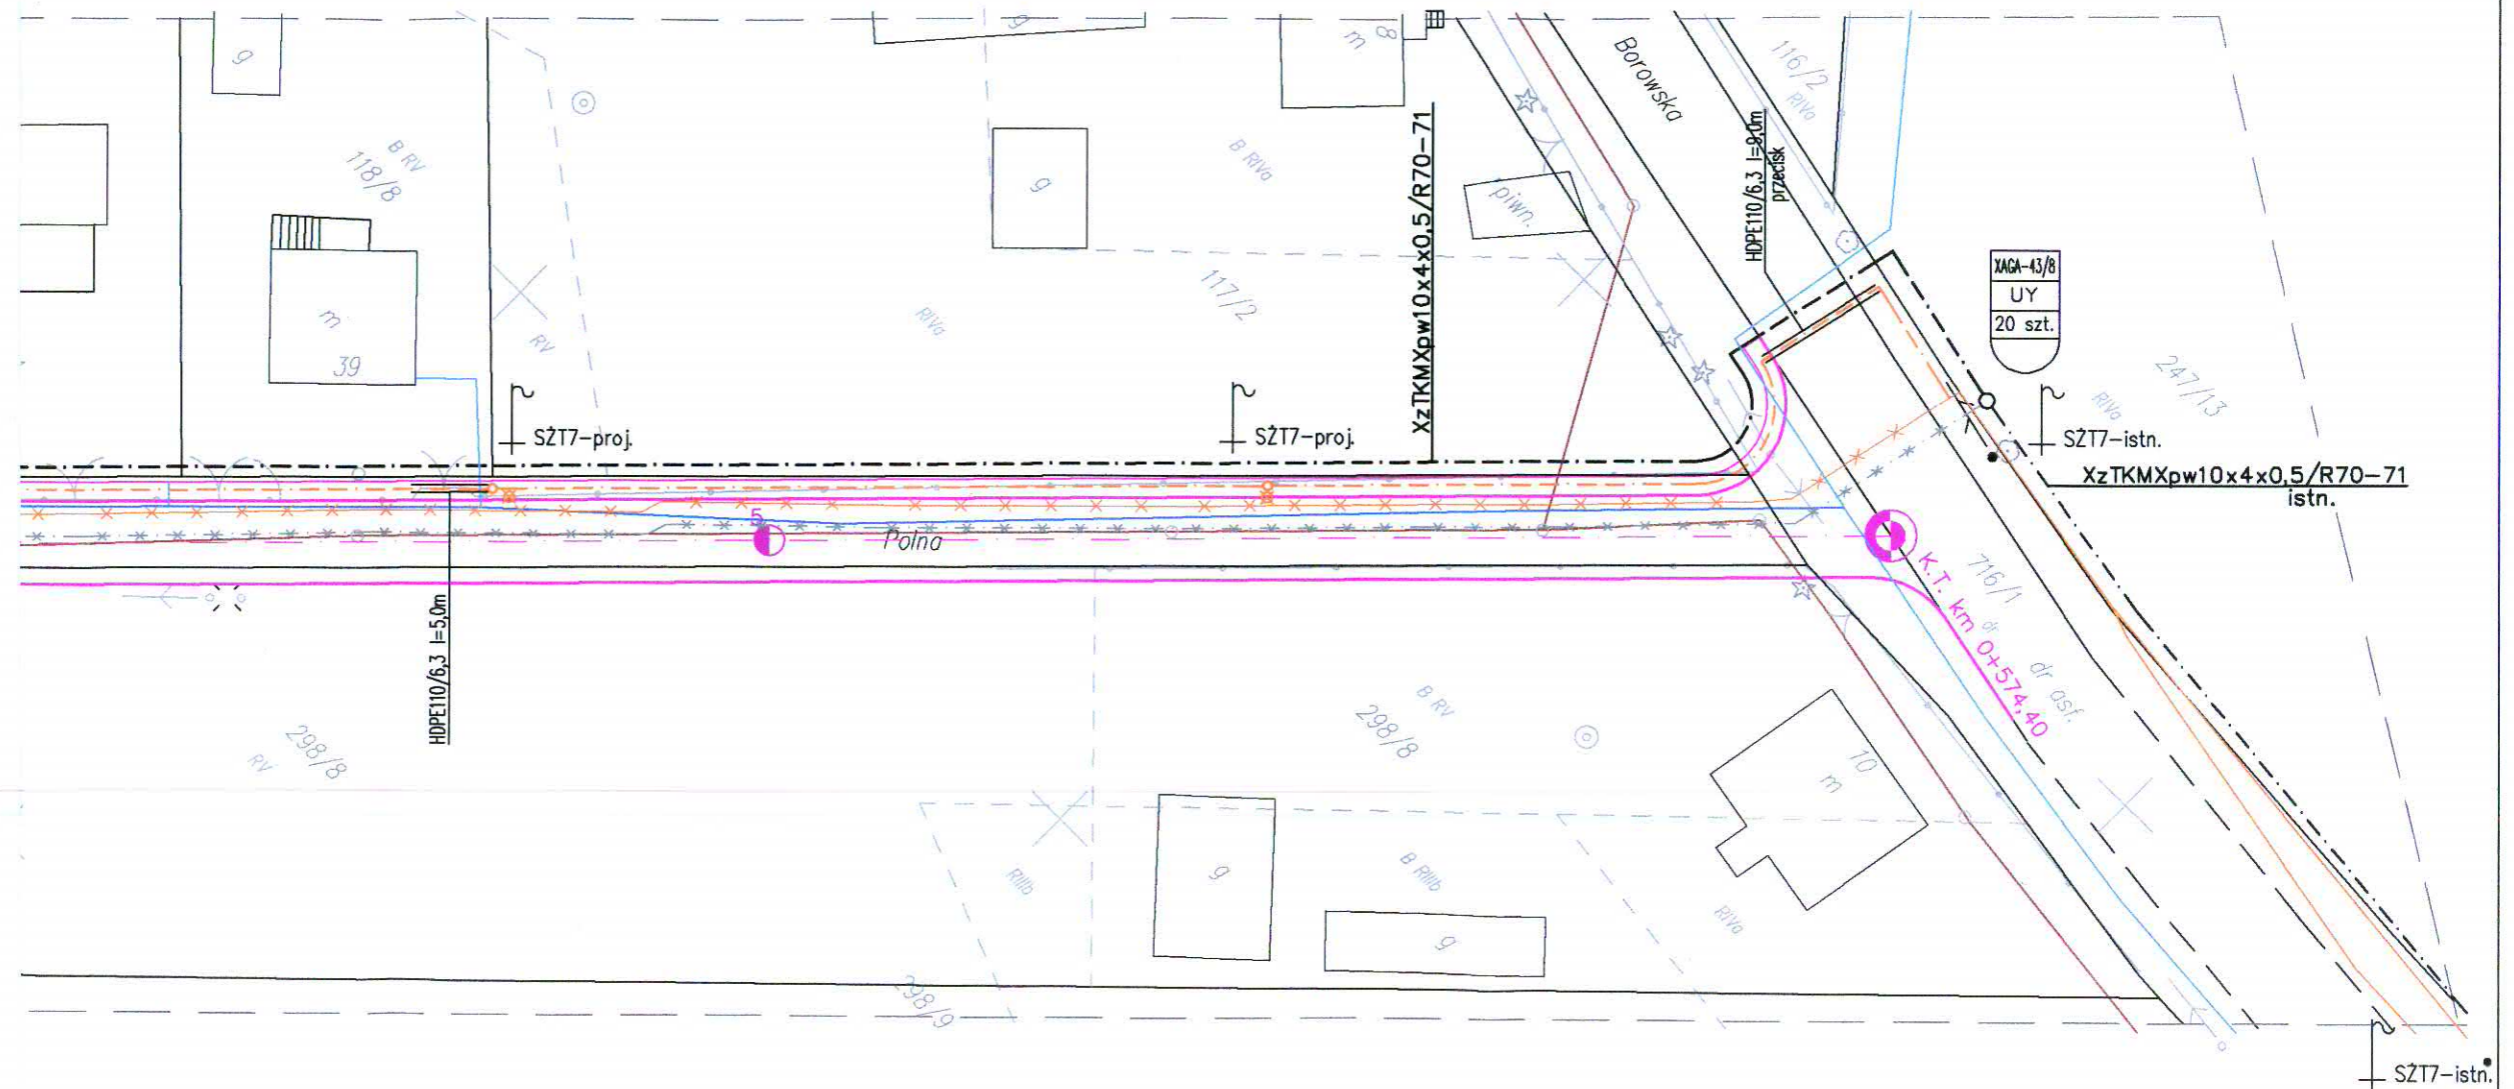 g
g
m 8
Borowska
116/2
RIVa
B RV
118/8
g
B RIVa
piwn.
XzTKMXpw10x4x0,5/R70-71
HDPE110/6,3 l=9,0m
przecisk
XAGA-43/8
UY
20 szt.
m
39
RV
RIVa
117/2
247/13
RIVa
SŻT7-proj.
SŻT7-proj.
SŻT7-istn.
XzTKMXpw10x4x0,5/R70-71
istn.
5
Polna
K.T. km 0+574,40
716/1
dr
dr asf.
HDPE110/6,3 l=5,0m
298/8
RV
B RV
298/8
10
m
g
RIIIb
B RIIIb
RIVa
g
298/9
SŻT7-istn.